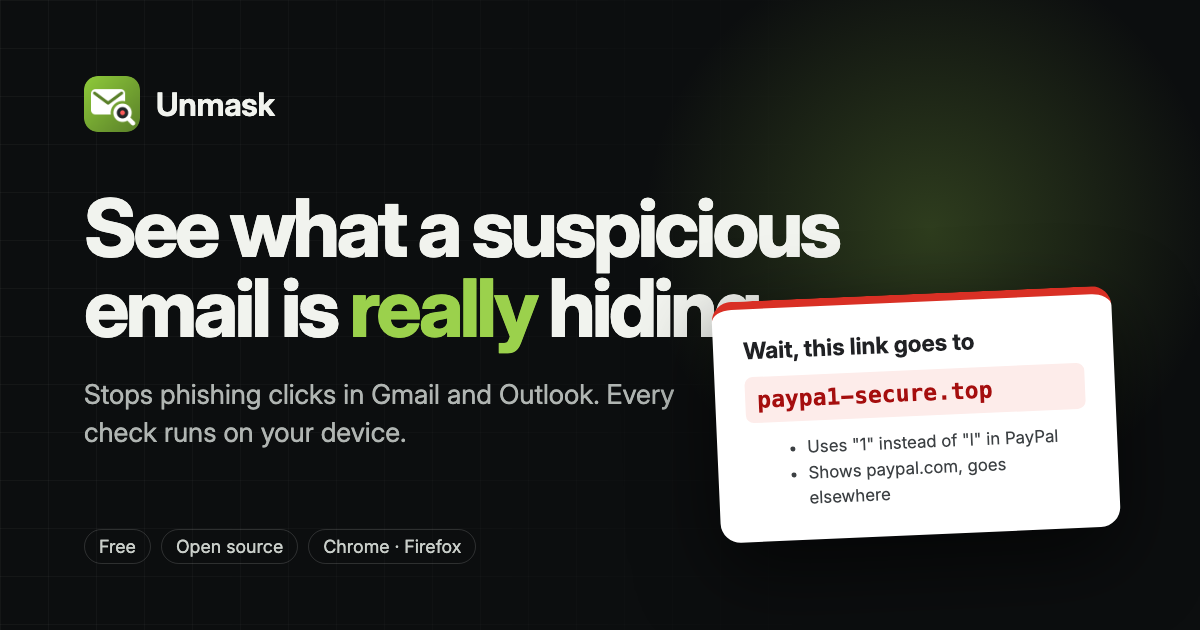 Unmask
See what a suspicious
email is really hiding
Stops phishing clicks in Gmail and Outlook. Every
check runs on your device.
Wait, this link goes to
paypa1-secure.top
• Uses "1" instead of "l" in PayPal
• Shows paypal.com, goes
elsewhere
Free
Open source
Chrome · Firefox